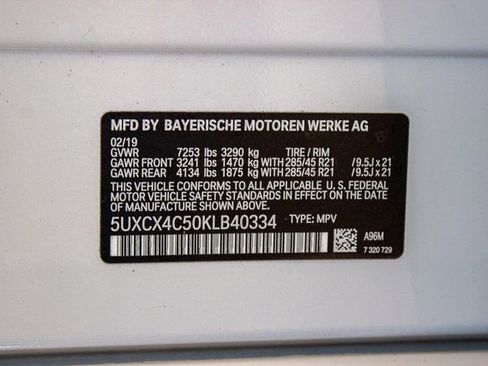 MFD BY BAYERISCHE MOTOREN WERKE AG
02/19
GVWR 7253 lbs 3290 kg TIRE / RIM
GAWR FRONT 3241 lbs 1470 kg WITH 285/45 R21 / 9.5J x 21
GAWR REAR 4134 lbs 1875 kg WITH 285/45 R21 / 9.5J x 21
THIS VEHICLE CONFORMS TO ALL APPLICABLE U. S. FEDERAL
MOTOR VEHICLE SAFETY STANDARDS IN EFFECT ON THE DATE
OF MANUFACTURE SHOWN ABOVE.
5UXCX4C50KLB40334 TYPE: MPV
A96M
7 320 729